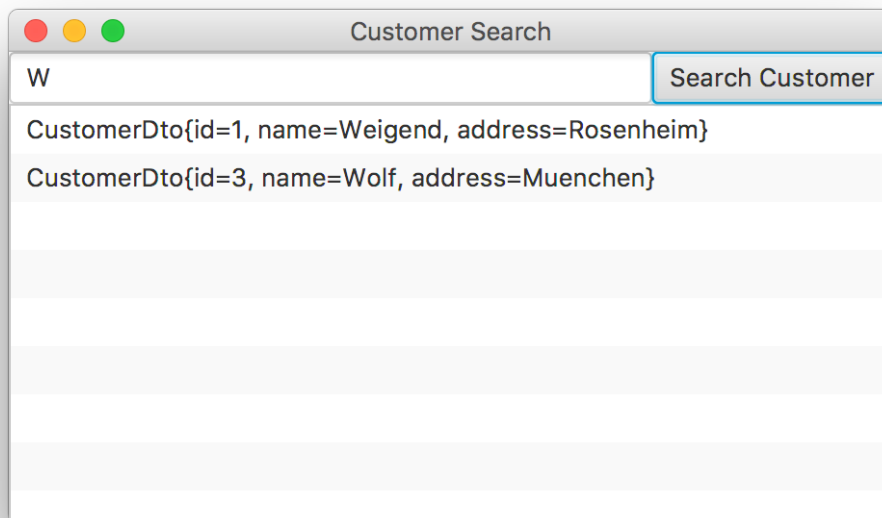 Customer Search
W
Search Customer
CustomerDto{id=1, name=Weigend, address=Rosenheim}
CustomerDto{id=3, name=Wolf, address=Muenchen}